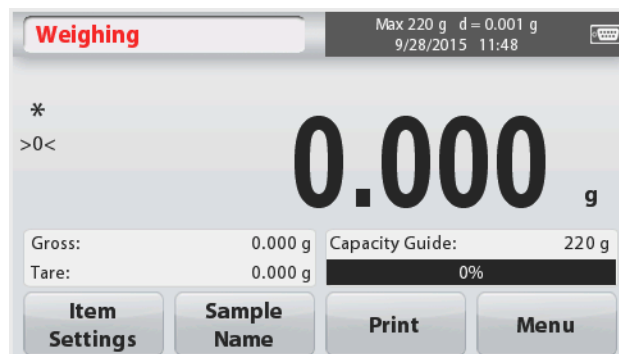 Weighing
Max 220 g d = 0.001 g
9/28/2015 11:48
*
>0<
0.000 g
Gross: 0.000 g
Tare: 0.000 g
Capacity Guide: 220 g
0%
Item
Settings
Sample
Name
Print
Menu